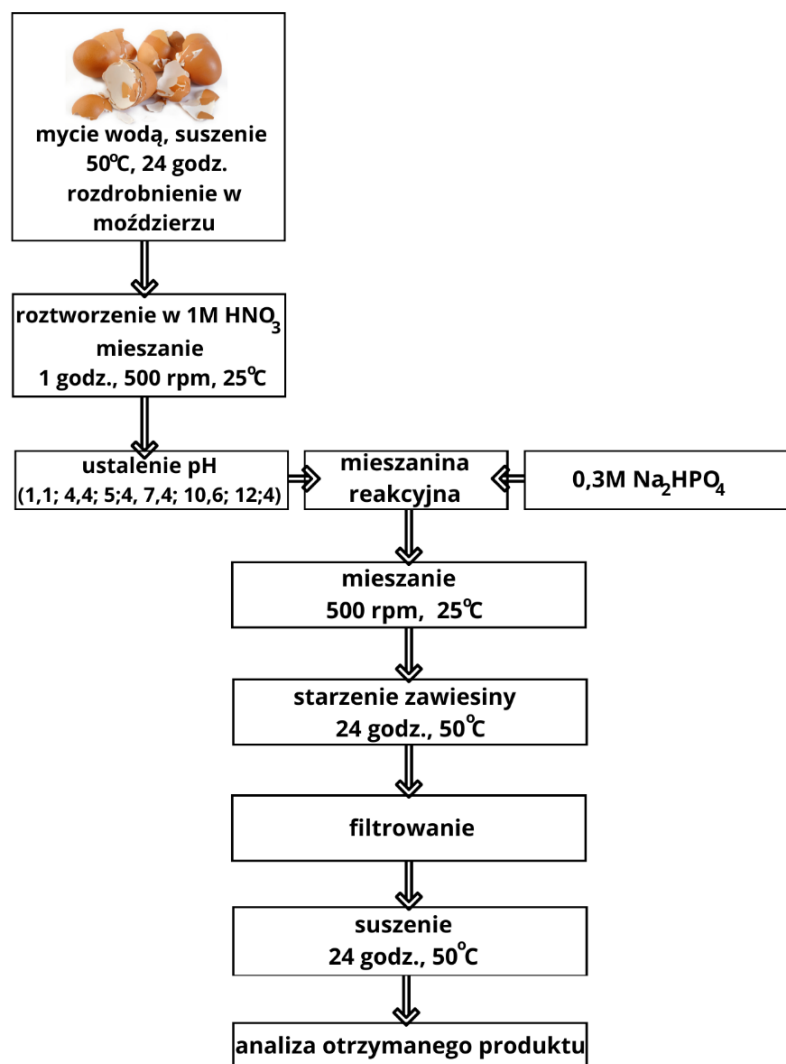 mycie wodą, suszenie
50°C, 24 godz.
rozdrobnienie w
moździerzu
roztworzenie w 1M HNO₃
mieszanie
1 godz., 500 rpm, 25°C
ustalenie pH
(1,1; 4,4; 5;4, 7,4; 10,6; 12;4)
mieszanina
reakcyjna
0,3M Na₂HPO₄
mieszanie
500 rpm, 25°C
starzenie zawiesiny
24 godz., 50°C
filtrowanie
suszenie
24 godz., 50°C
analiza otrzymanego produktu